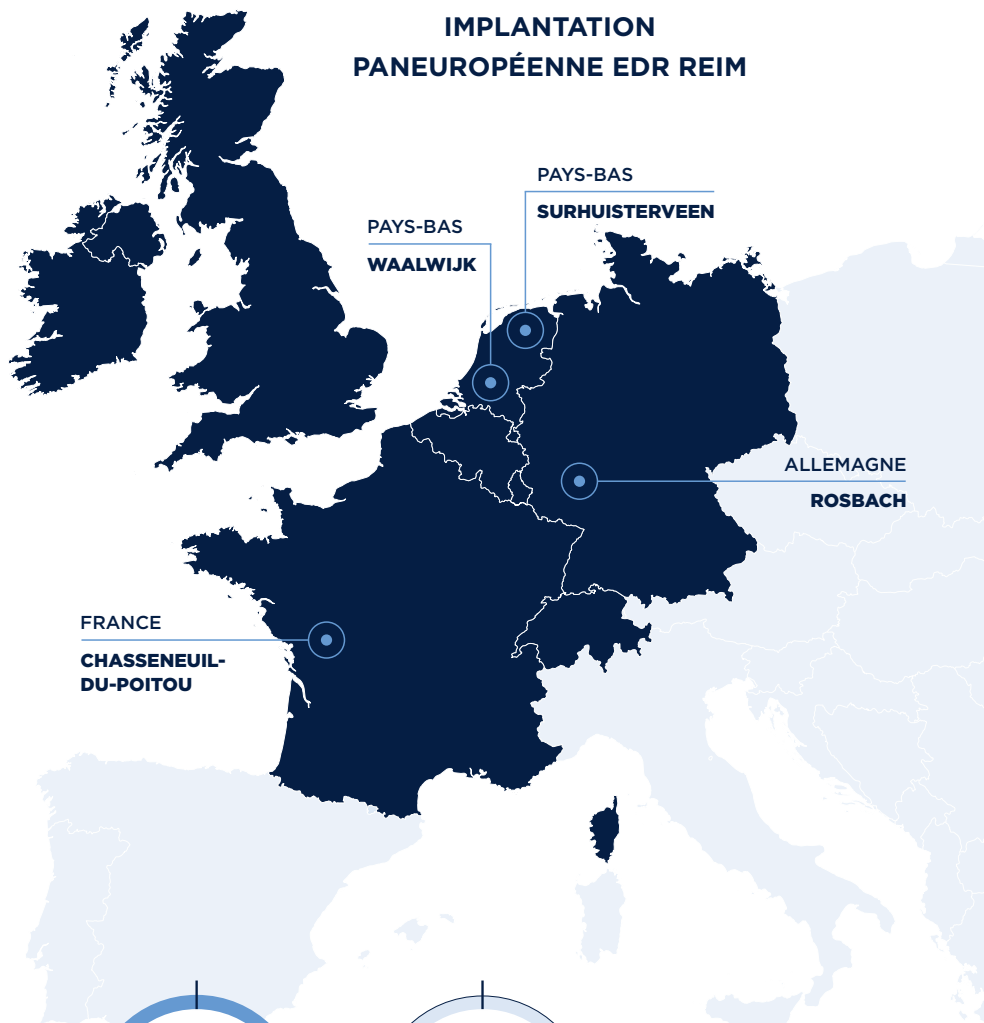 IMPLANTATION
PANEUROPÉENNE EDR REIM
PAYS-BAS
SURHUISTERVEEN
PAYS-BAS
WAALWIJK
ALLEMAGNE
ROSBACH
FRANCE
CHASSENEUIL-
DU-POITOU